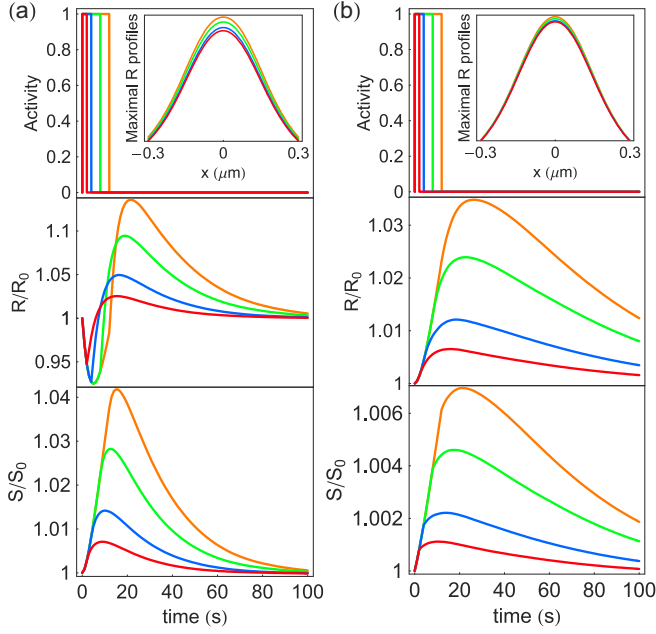 (a)
1
0.8
0.6
0.4
0.2
0
Activity
Maximal R profiles
−0.3
0
0.3
x (μm)
1.1
1.05
1
0.95
R/R₀
1.04
1.03
1.02
1.01
1
S/S₀
0 20 40 60 80 100
time (s)
(b)
1
0.8
0.6
0.4
0.2
0
Activity
Maximal R profiles
−0.3
0
0.3
x (μm)
1.03
1.02
1.01
1
R/R₀
1.006
1.004
1.002
1
S/S₀
0 20 40 60 80 100
time (s)